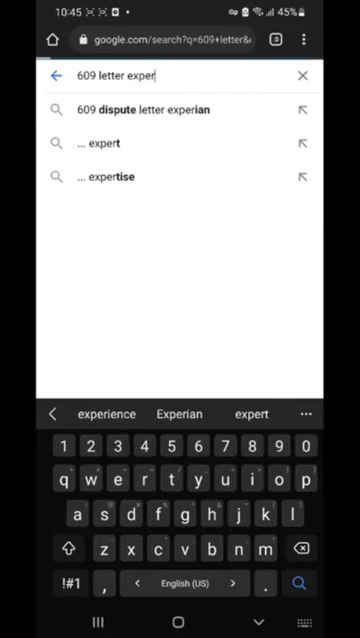 10:45
45%
google.com/search?q=609+letter&
:D
609 letter exper
609 dispute letter experian
... expert
... expertise
experience Experian expert
1 2 3 4 5 6 7 8 9 0
q w e r t y u i o p
a s d f g h j k l
z x c v b n m
!#1 , English (US) .